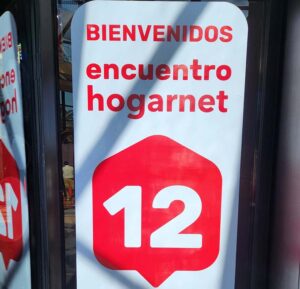 BIENVENIDOS
encuentro
hogarnet
12